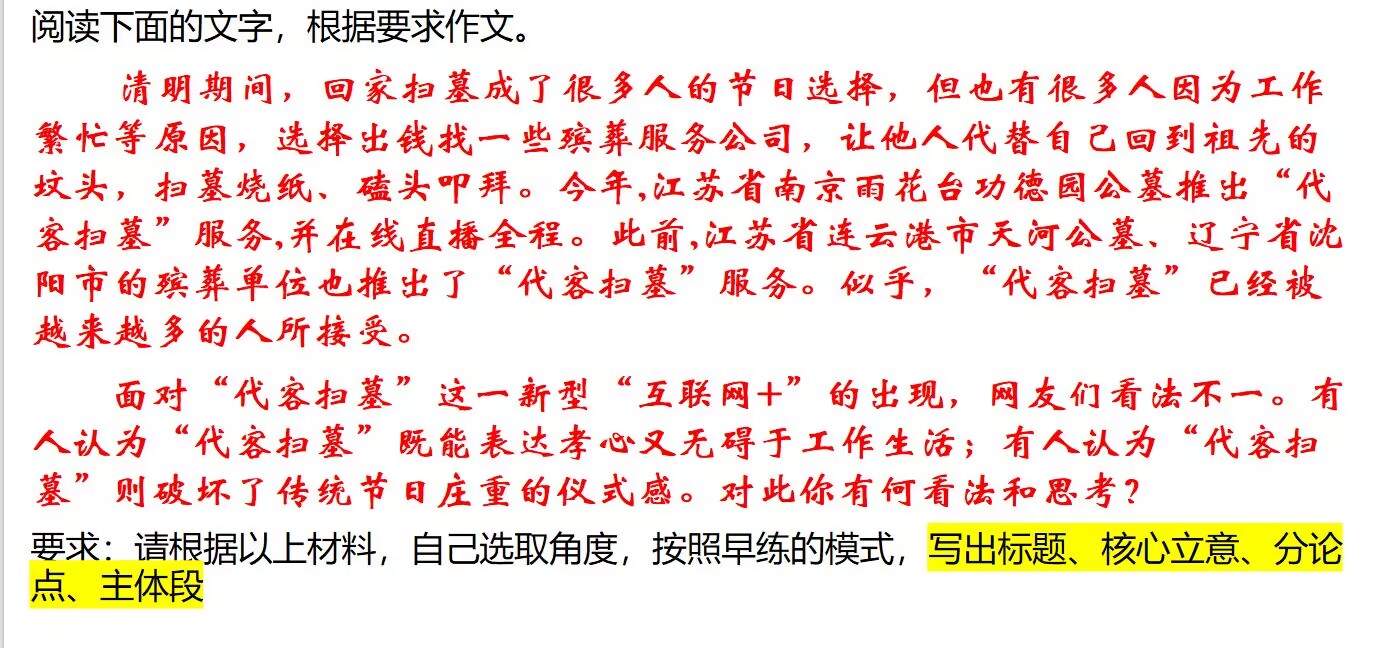 阅读下面的文字，根据要求作文。
清明期间，回家扫墓成了很多人的节日选择，但也有很多人因为工作
繁忙等原因，选择出钱找一些殡葬服务公司，让他人代替自己回到祖先的
坟头，扫墓烧纸、磕头叩拜。今年,江苏省南京雨花台功德园公墓推出“代
客扫墓”服务,并在线直播全程。此前,江苏省连云港市天河公墓、辽宁省沈
阳市的殡葬单位也推出了“代客扫墓”服务。似乎，“代客扫墓”已经被
越来越多的人所接受。
面对“代客扫墓”这一新型“互联网+”的出现，网友们看法不一。有
人认为“代客扫墓”既能表达孝心又无碍于工作生活；有人认为“代客扫
墓”则破坏了传统节日庄重的仪式感。对此你有何看法和思考?
要求：请根据以上材料，自己选取角度，按照早练的模式，写出标题、核心立意、分论
点、主体段